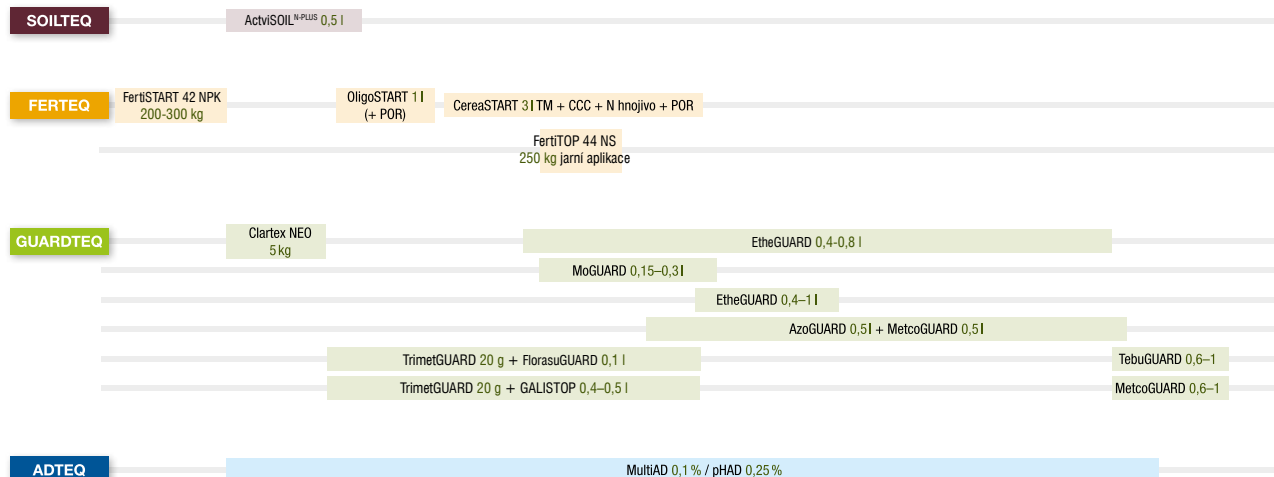 SOILTEQ
ActviSOIL N-PLUS 0,5 l
FERTEQ
FertiSTART 42 NPK
200-300 kg
OligoSTART 1 l
(+ POR)
CereaSTART 3 l TM + CCC + N hnojivo + POR
FertiTOP 44 NS
250 kg jarní aplikace
GUARDTEQ
Clartex NEO
5 kg
EtheGUARD 0,4-0,8 l
MoGUARD 0,15–0,3 l
EtheGUARD 0,4–1 l
AzoGUARD 0,5 l + MetcoGUARD 0,5 l
TrimetGUARD 20 g + FlorasuGUARD 0,1 l
TebuGUARD 0,6–1
TrimetGUARD 20 g + GALISTOP 0,4–0,5 l
MetcoGUARD 0,6–1
ADTEQ
MultiAD 0,1 % / pHAD 0,25 %